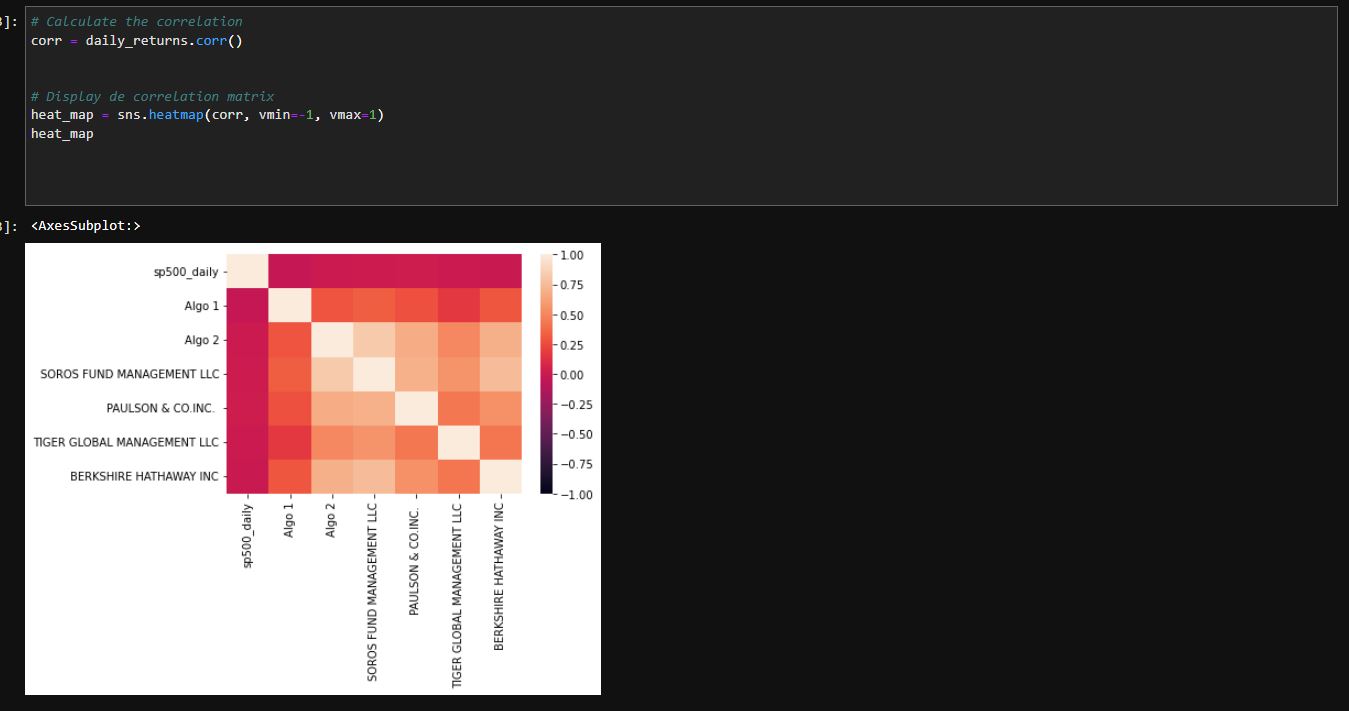 ]:
# Calculate the correlation
corr = daily_returns.corr()
# Display de correlation matrix
heat_map = sns.heatmap(corr, vmin=-1, vmax=1)
heat_map
]: <AxesSubplot:>
sp500_daily
Algo 1
Algo 2
SOROS FUND MANAGEMENT LLC
PAULSON & CO.INC.
TIGER GLOBAL MANAGEMENT LLC
BERKSHIRE HATHAWAY INC
1.00
0.75
0.50
0.25
0.00
−0.25
−0.50
−0.75
−1.00
sp500_daily
Algo 1
Algo 2
SOROS FUND MANAGEMENT LLC
PAULSON & CO.INC.
TIGER GLOBAL MANAGEMENT LLC
BERKSHIRE HATHAWAY INC